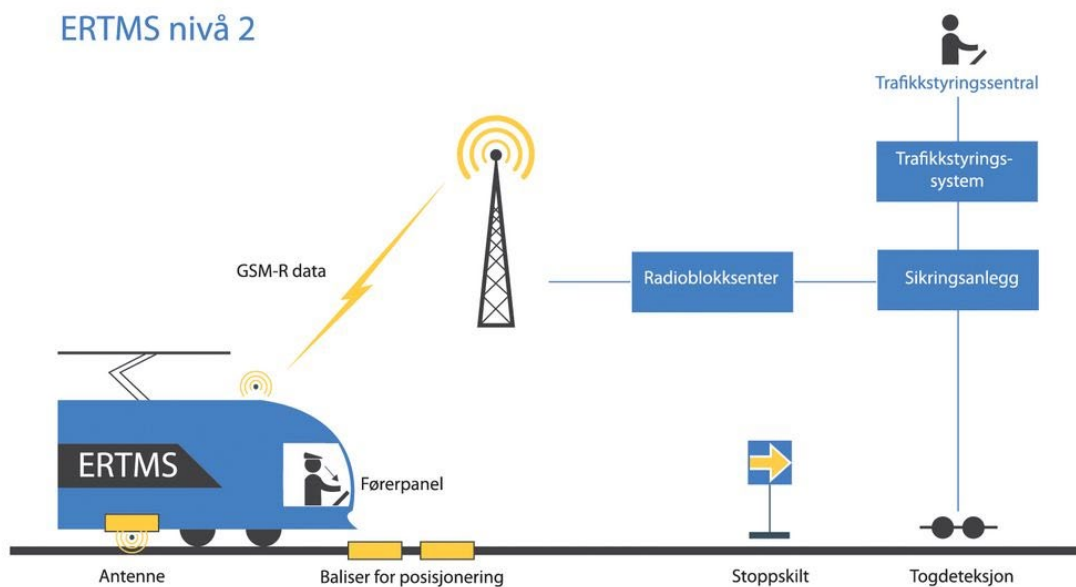 ERTMS nivå 2
Trafikkstyringssentral
Trafikkstyrings-
system
GSM-R data
Radioblokksenter
Sikringsanlegg
ERTMS
Førerpanel
Antenne
Baliser for posisjonering
Stoppskilt
Togdeteksjon